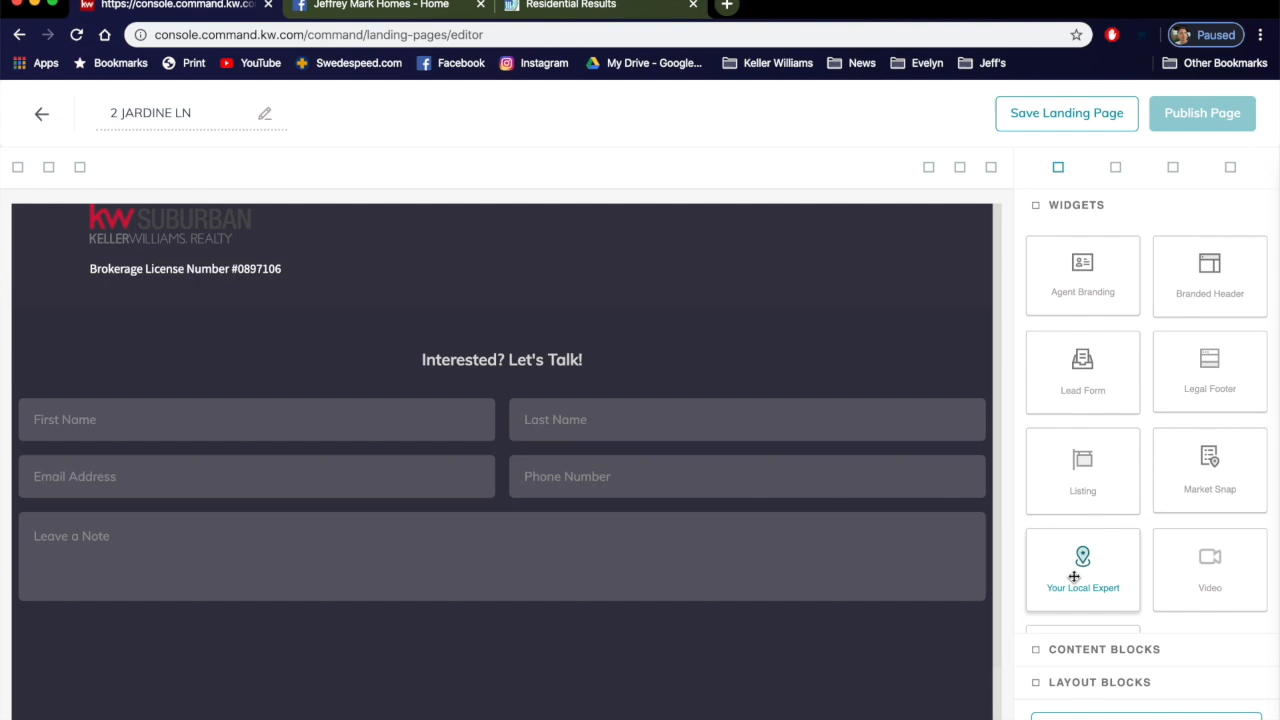 https://console.command.kw.co
Jeffrey Mark Homes - Home
Residential Results
console.command.kw.com/command/landing-pages/editor
Paused
Apps
Bookmarks
Print
YouTube
Swedespeed.com
Facebook
Instagram
My Drive - Google...
Keller Williams
News
Evelyn
Jeff's
Other Bookmarks
2 JARDINE LN
Save Landing Page
Publish Page
WIDGETS
kw SUBURBAN
KELLERWILLIAMS. REALTY
Brokerage License Number #0897106
Interested? Let's Talk!
First Name
Last Name
Email Address
Phone Number
Leave a Note
Agent Branding
Branded Header
Lead Form
Legal Footer
Listing
Market Snap
Your Local Expert
Video
CONTENT BLOCKS
LAYOUT BLOCKS